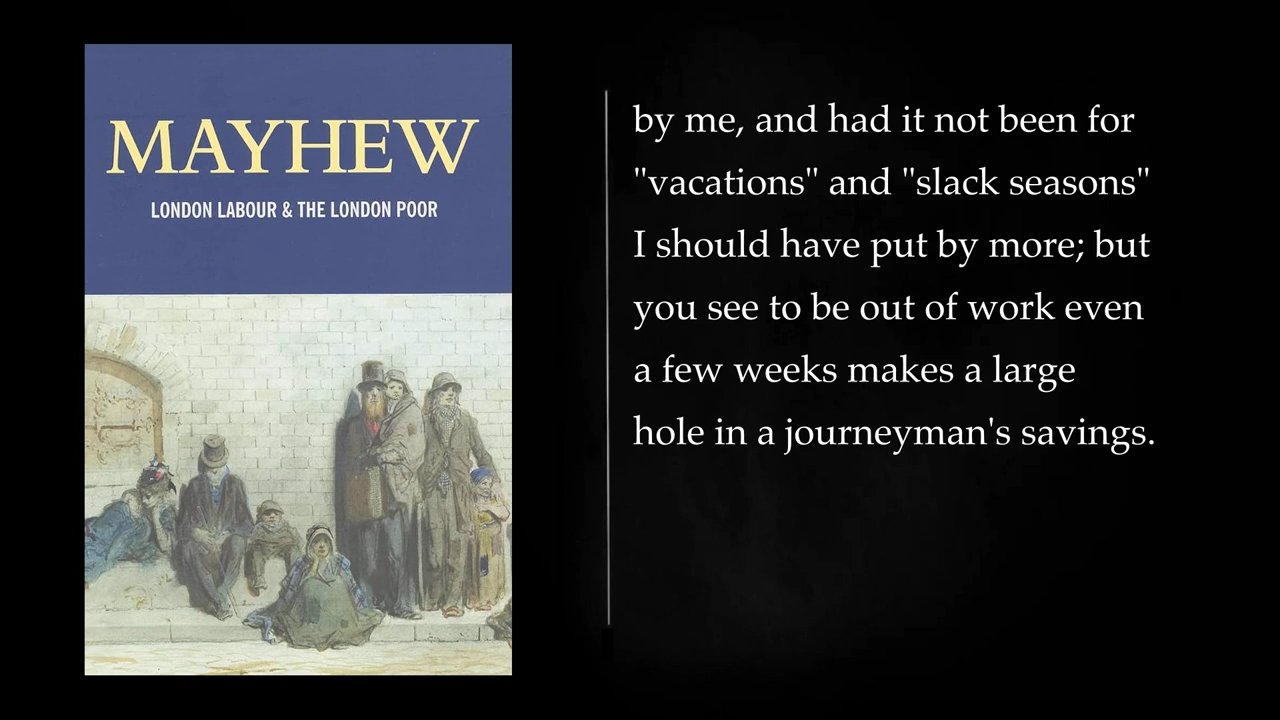 MAYHEW
LONDON LABOUR & THE LONDON POOR
by me, and had it not been for
"vacations" and "slack seasons"
I should have put by more; but
you see to be out of work even
a few weeks makes a large
hole in a journeyman's savings.